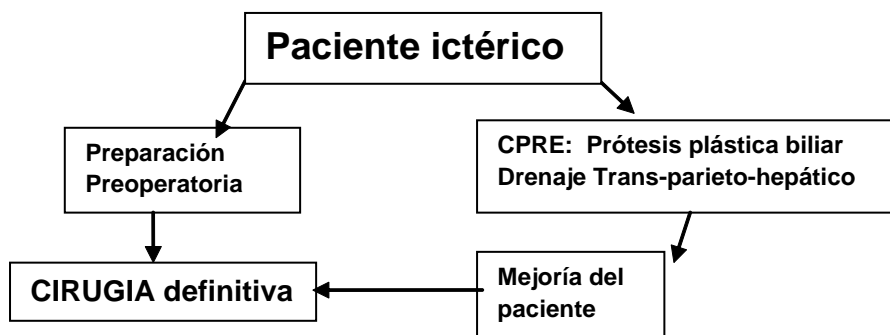 Paciente ictérico
Preparación
Preoperatoria
CPRE: Prótesis plástica biliar
Drenaje Trans-parieto-hepático
CIRUGIA definitiva
Mejoría del
paciente